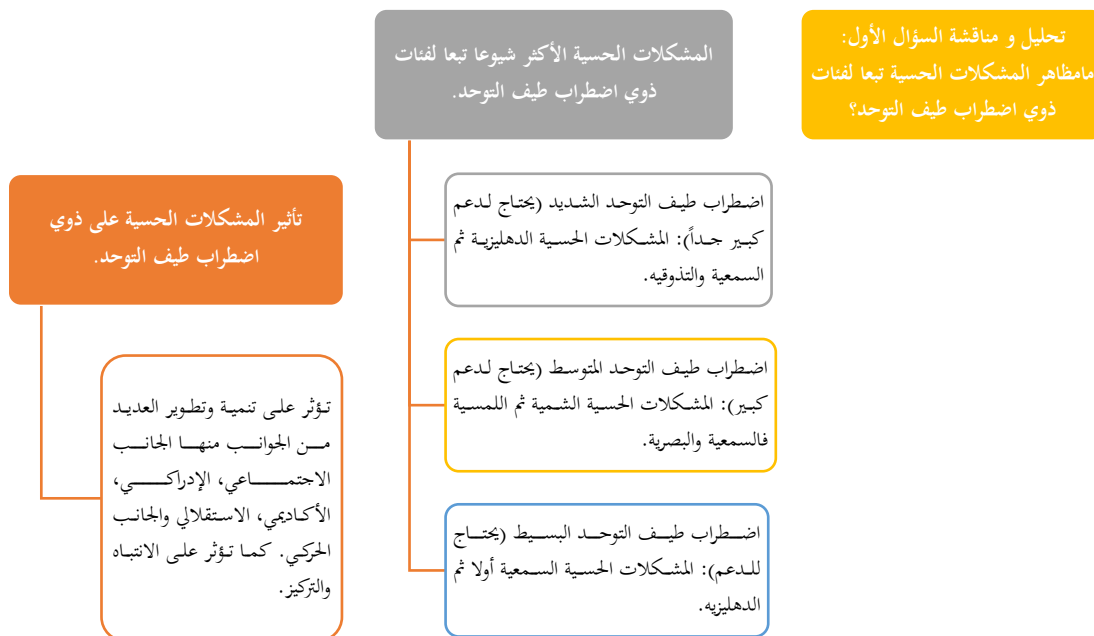 تحليل و مناقشة السؤال الأول:
مامظاهر المشكلات الحسية تبعا لفئات
ذوي اضطراب طيف التوحد؟
المشكلات الحسية الأكثر شيوعا تبعا لفئات
ذوي اضطراب طيف التوحد.
اضطراب طيف التوحد الشديد (يحتاج لدعم
كبير جداً): المشكلات الحسية الدهليزية ثم
السمعية والتذوقيه.
اضطراب طيف التوحد المتوسط (يحتاج لدعم
كبير): المشكلات الحسية الشمية ثم اللمسية
فالسمعية والبصرية.
اضطراب طيف التوحد البسيط (يحتاج
للدعم): المشكلات الحسية السمعية أولا ثم
الدهليزيه.
تأثير المشكلات الحسية على ذوي
اضطراب طيف التوحد.
تؤثر على تنمية وتطوير العديد
من الجوانب منها الجانب
الاجتماعي، الإدراكي،
الأكاديمي، الاستقلالي والجانب
الحركي. كما تؤثر على الانتباه
والتركيز.